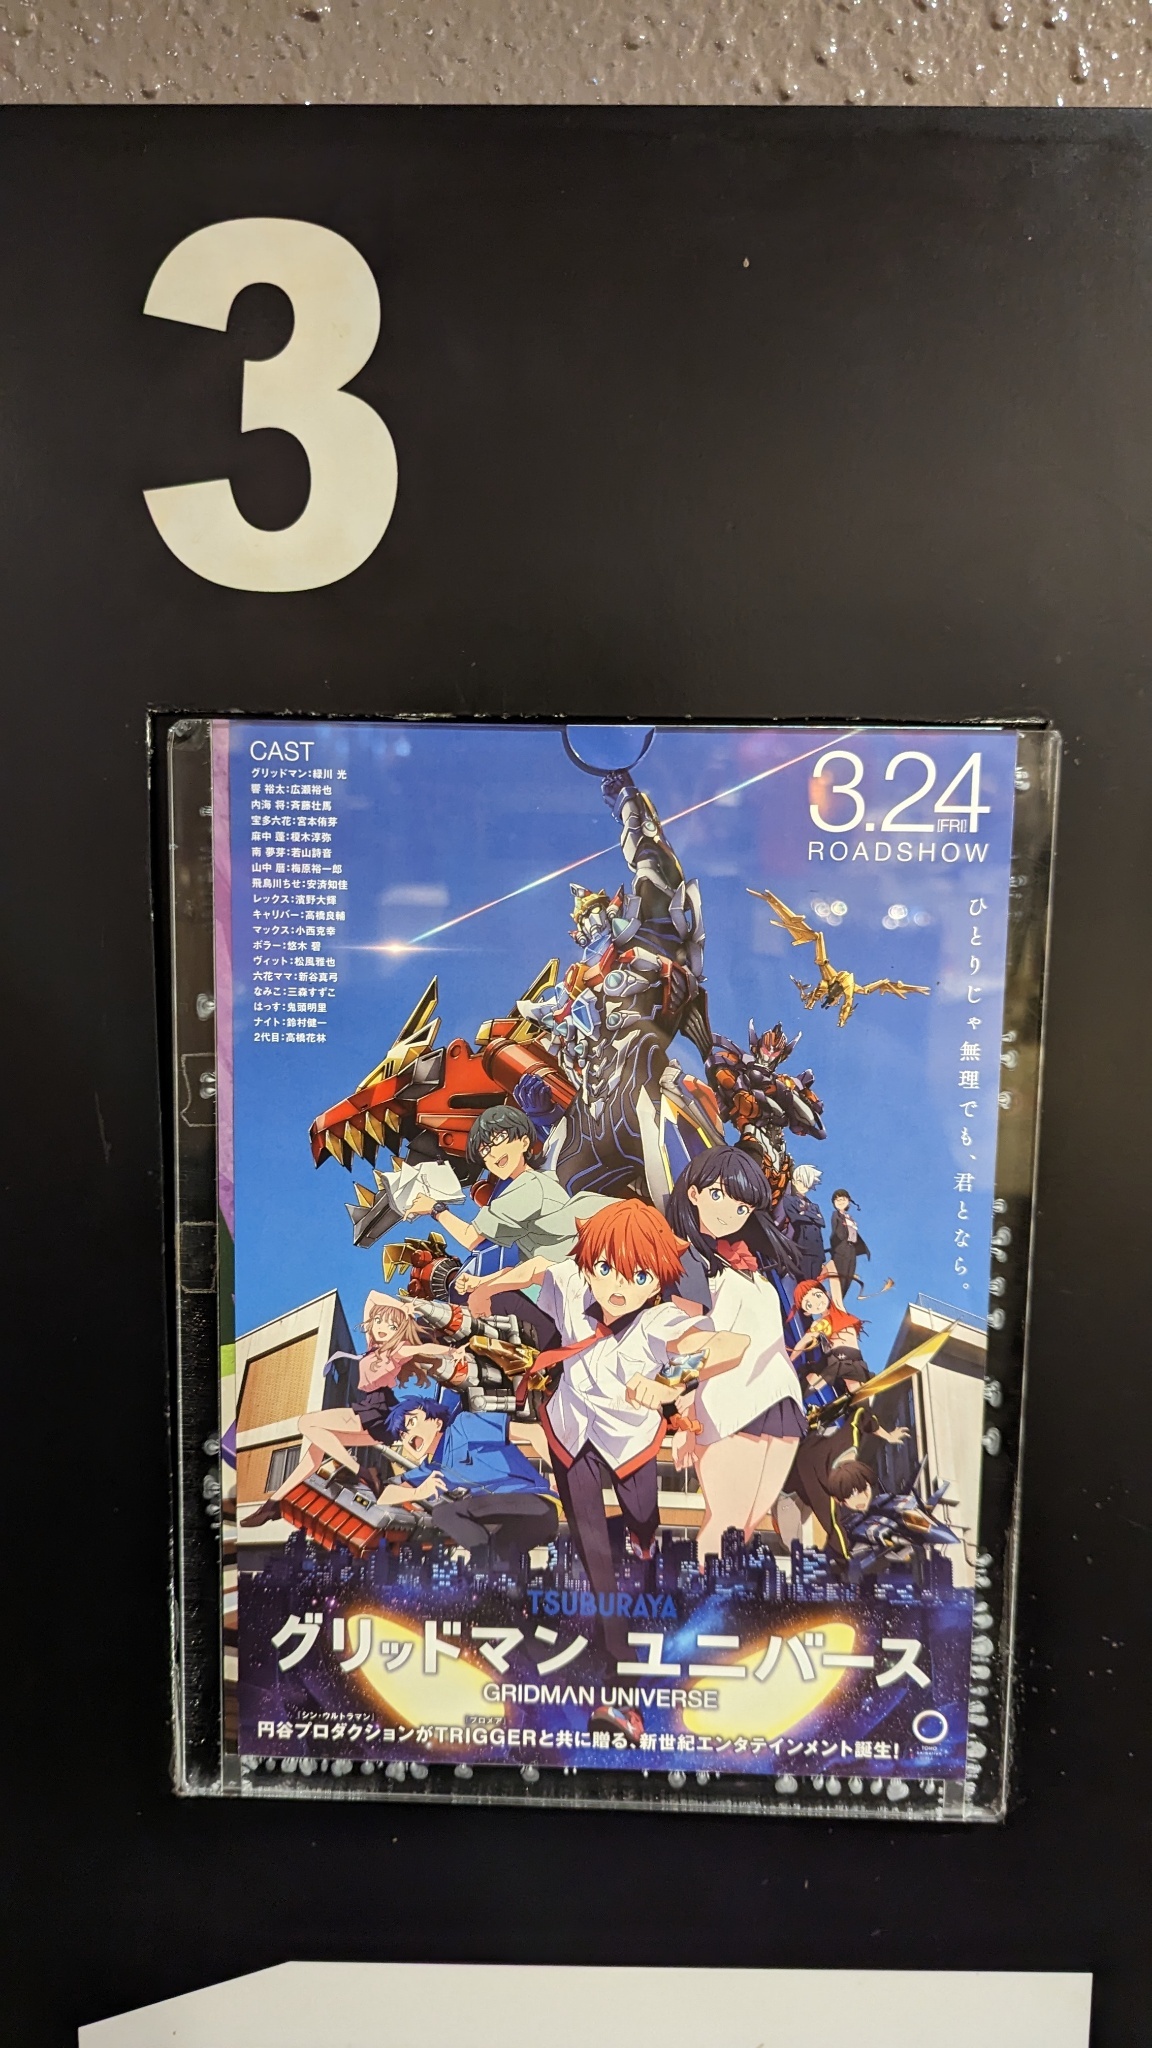 3
CAST
グリッドマン:緑川 光
響 裕太:広瀬裕也
内海 将:斉藤壮馬
宝多六花:宮本侑芽
麻中 蓬:榎木淳弥
南 夢芽:若山詩音
山中 暦:梅原裕一郎
飛鳥川ちせ:安済知佳
レックス:濱野大輝
キャリバー:高橋良輔
マックス:小西克幸
ボラー:悠木 碧
ヴィット:松風雅也
六花ママ:新谷真弓
なみこ:三森すずこ
はっす:鬼頭明里
ナイト:鈴村健一
2代目:高橋花林
3.24
[FRI]
ROADSHOW
ひとりじゃ無理でも、君となら。
TSUBURAYA
グリッドマン ユニバース
GRIDMAN UNIVERSE
『シン・ウルトラマン』
『プロメア』
円谷プロダクションがTRIGGERと共に贈る、新世紀エンタテインメント誕生!
TOHO